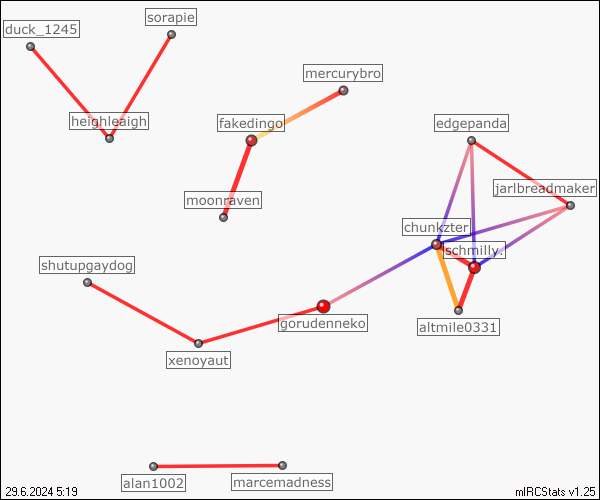 sorapie
duck_1245
mercurybro
heighleaigh
fakedingo
edgepanda
jarlbreadmaker
moonraven
chunkzter
schmilly.
shutupgaydog
gorudenneko
altmile0331
xenoyaut
alan1002
marcemadness
29.6.2024 5:19
mIRCStats v1.25